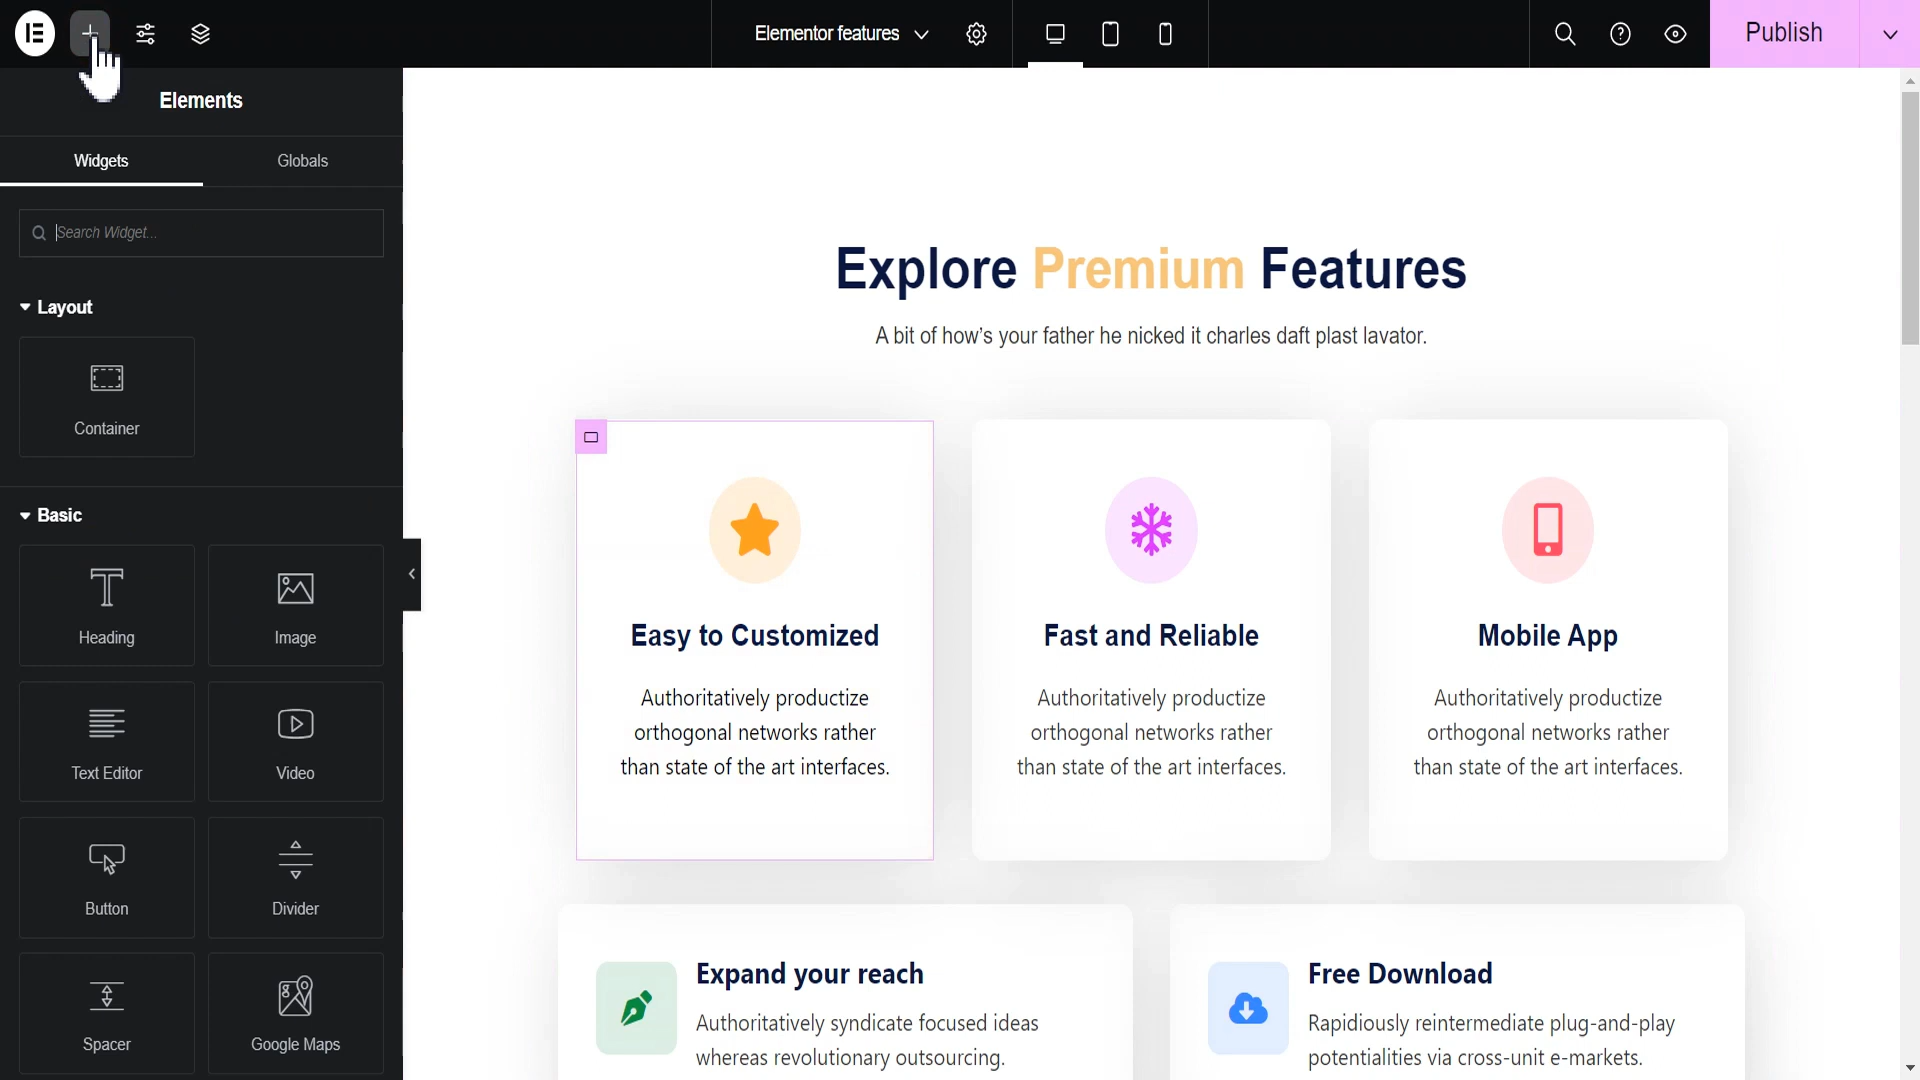 Elementor features
Publish
Elements
Widgets
Globals
Search Widget...
Layout
Container
Basic
Heading
Image
Text Editor
Video
Button
Divider
Spacer
Google Maps
Explore Premium Features
A bit of how's your father he nicked it charles daft plast lavator.
Easy to Customized
Authoritatively productize
orthogonal networks rather
than state of the art interfaces.
Fast and Reliable
Authoritatively productize
orthogonal networks rather
than state of the art interfaces.
Mobile App
Authoritatively productize
orthogonal networks rather
than state of the art interfaces.
Expand your reach
Authoritatively syndicate focused ideas
whereas revolutionary outsourcing.
Free Download
Rapidiously reintermediate plug-and-play
potentialities via cross-unit e-markets.